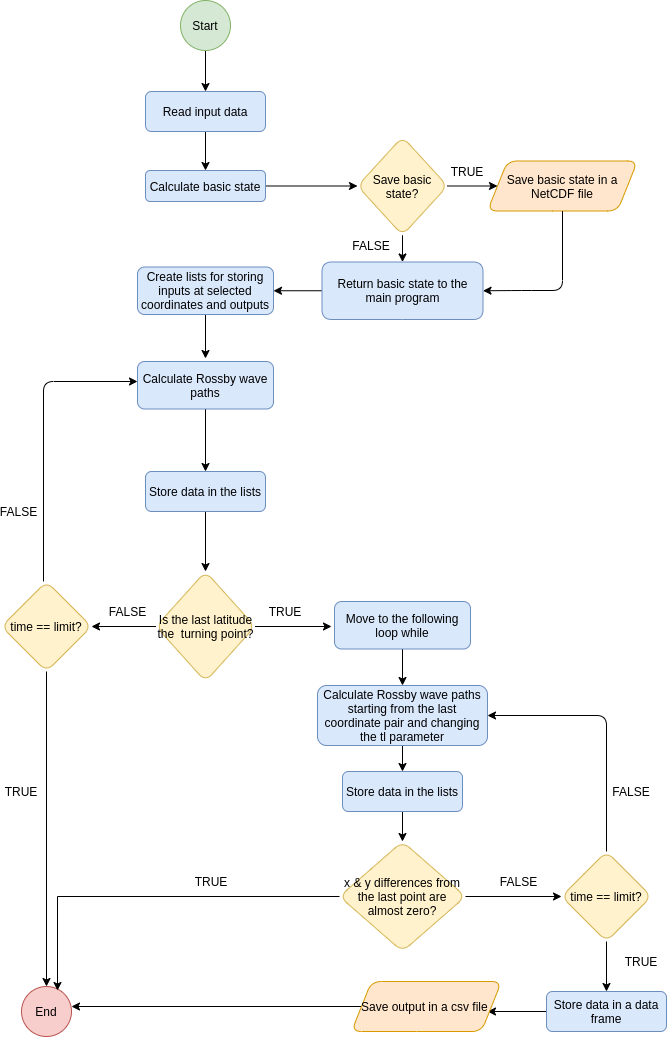 Start
Read input data
Calculate basic state
Save basic
state?
TRUE
Save basic state in a
NetCDF file
FALSE
Return basic state to the
main program
Create lists for storing
inputs at selected
coordinates and outputs
Calculate Rossby wave
paths
Store data in the lists
FALSE
Is the last latitude
the turning point?
FALSE
time == limit?
TRUE
TRUE
Move to the following
loop while
Calculate Rossby wave paths
starting from the last
coordinate pair and changing
the tl parameter
Store data in the lists
x & y differences from
the last point are
almost zero?
TRUE
FALSE
time == limit?
FALSE
TRUE
Store data in a data
frame
Save output in a csv file
End